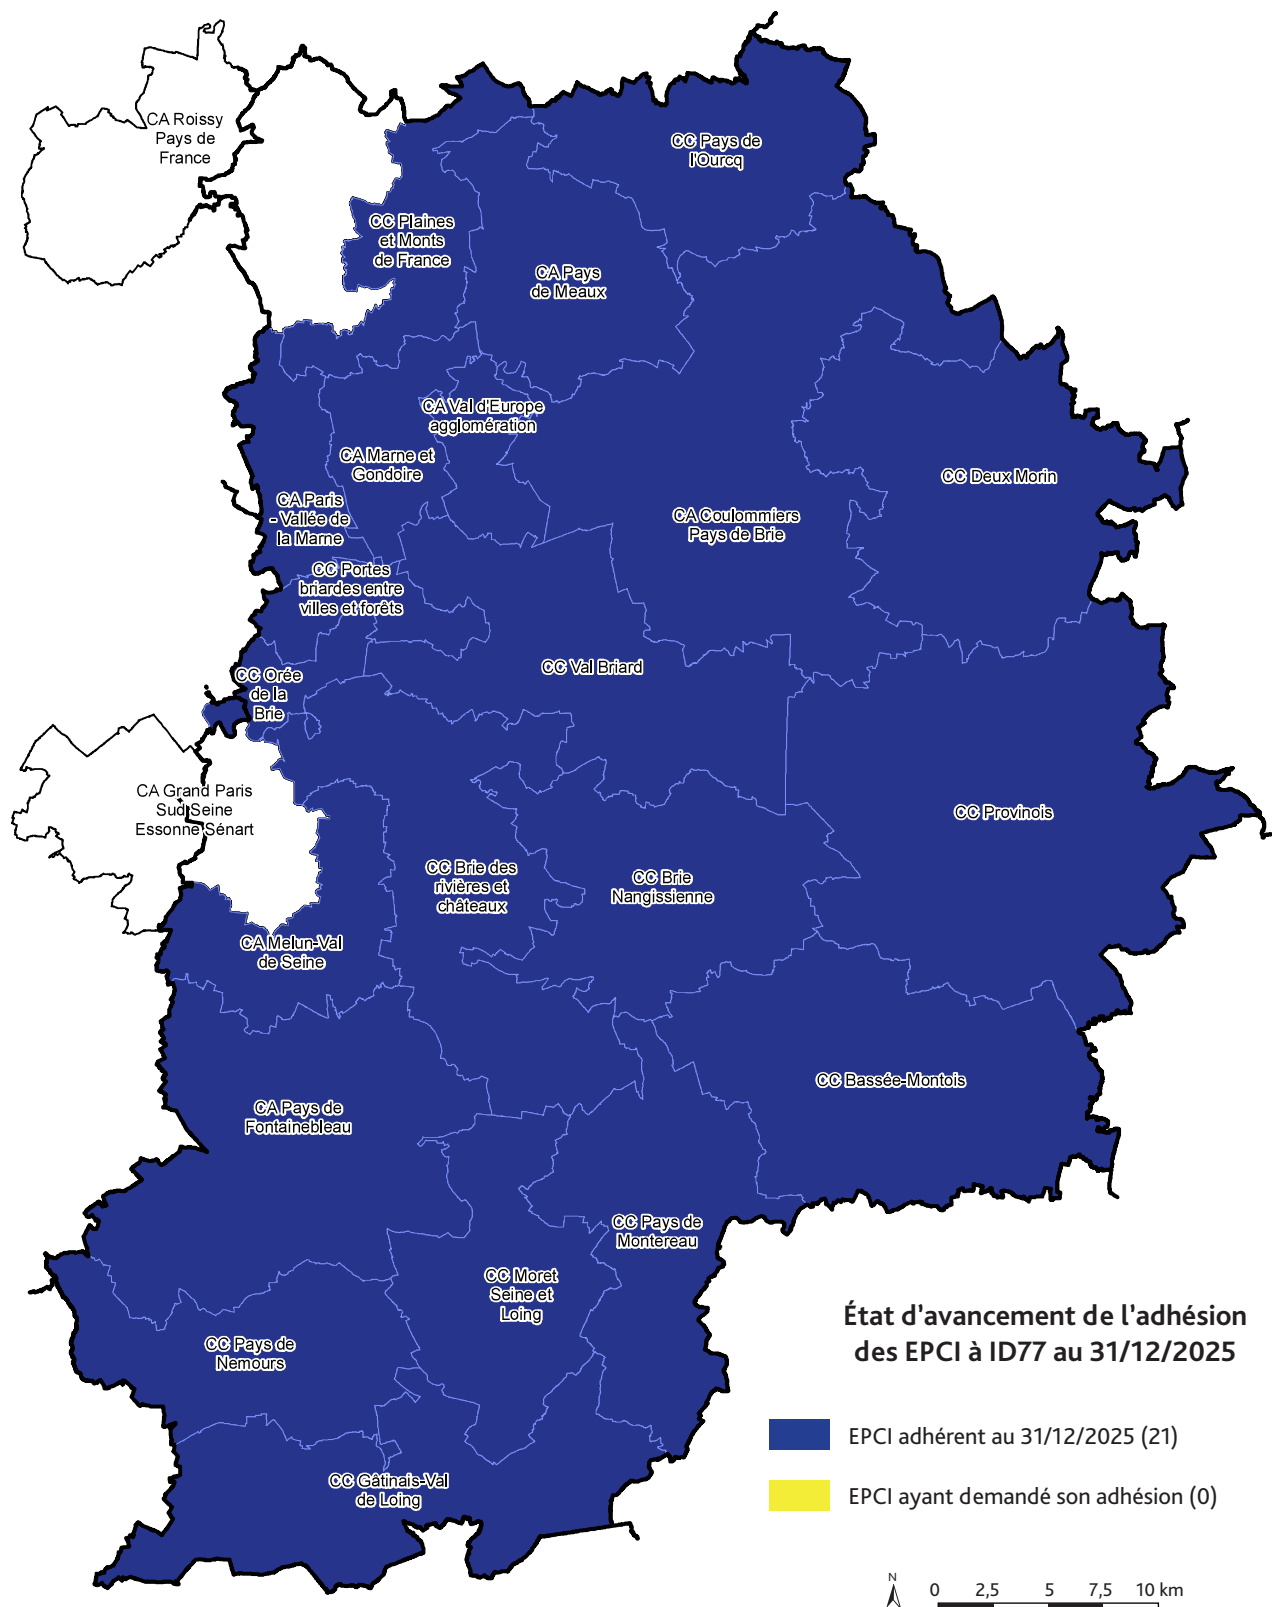 CA Roissy
Pays de
France
CC Pays de
l'Ourcq
CC Plaines
et Monts
de France
CA Pays
de Meaux
CA Val d'Europe
agglomération
CA Marne et
Gondoire
CC Deux Morin
CA Paris
- Vallée de
la Marne
CA Coulommiers
Pays de Brie
CC Portes
briardes entre
villes et forêts
CC Val Briard
CC Orée
de la
Brie
CA Grand Paris
Sud Seine
Essonne Sénart
CC Provinois
CC Brie des
rivières et
châteaux
CC Brie
Nangissienne
CA Melun-Val
de Seine
CC Bassée-Montois
CA Pays de
Fontainebleau
CC Pays de
Montereau
CC Moret
Seine et
Loing
CC Pays de
Nemours
CC Gâtinais-Val
de Loing
État d'avancement de l'adhésion
des EPCI à ID77 au 31/12/2025
EPCI adhérent au 31/12/2025 (21)
EPCI ayant demandé son adhésion (0)
N
0 2,5 5 7,5 10 km